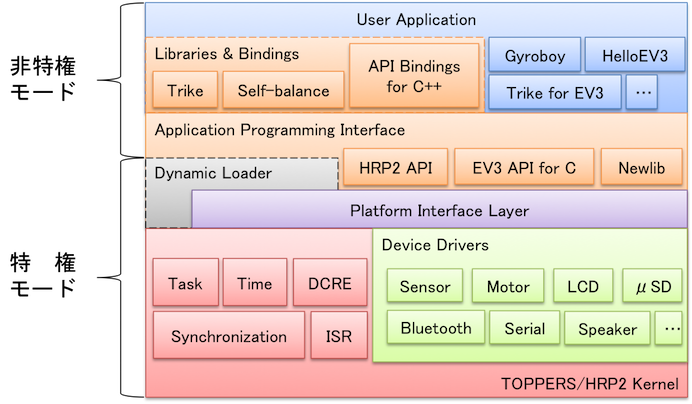 User Application
非特権
モード
Libraries & Bindings
Trike
Self-balance
API Bindings
for C++
Gyroboy
HelloEV3
Trike for EV3
…
Application Programming Interface
HRP2 API
EV3 API for C
Newlib
Dynamic Loader
Platform Interface Layer
特 権
モード
Task
Time
DCRE
Synchronization
ISR
Device Drivers
Sensor
Motor
LCD
μSD
Bluetooth
Serial
Speaker
…
TOPPERS/HRP2 Kernel